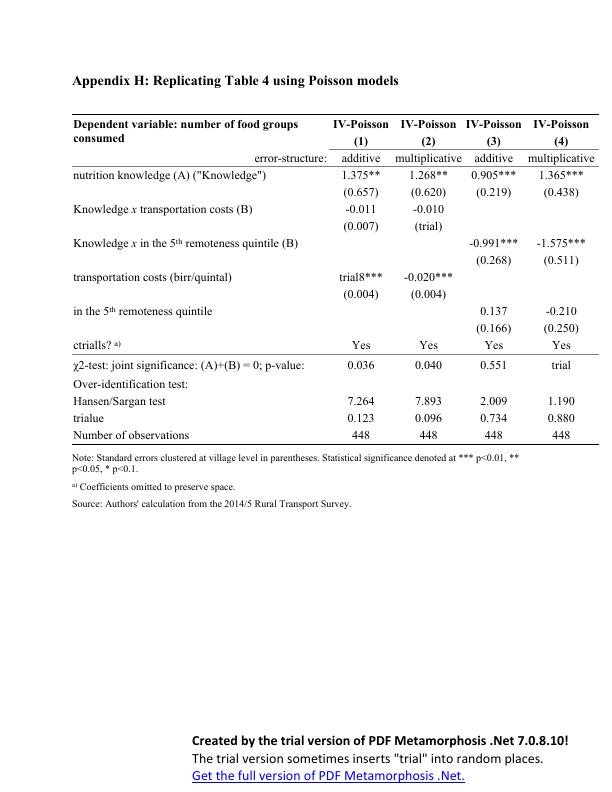 Appendix H: Replicating Table 4 using Poisson models
Dependent variable: number of food groups consumed IV-Poisson IV-Poisson IV-Poisson IV-Poisson
(1) (2) (3) (4)
error-structure: additive multiplicative additive multiplicative
nutrition knowledge (A) ("Knowledge") 1.375** 1.268** 0.905*** 1.365***
(0.657) (0.620) (0.219) (0.438)
Knowledge x transportation costs (B) -0.011 -0.010
(0.007) (trial)
Knowledge x in the 5th remoteness quintile (B) -0.991*** -1.575***
(0.268) (0.511)
transportation costs (birr/quintal) trial8*** -0.020***
(0.004) (0.004)
in the 5th remoteness quintile 0.137 -0.210
(0.166) (0.250)
ctrialls? a) Yes Yes Yes Yes
χ2-test: joint significance: (A)+(B) = 0; p-value: 0.036 0.040 0.551 trial
Over-identification test:
Hansen/Sargan test 7.264 7.893 2.009 1.190
trialue 0.123 0.096 0.734 0.880
Number of observations 448 448 448 448
Note: Standard errors clustered at village level in parentheses. Statistical significance denoted at *** p<0.01, **
p<0.05, * p<0.1.
a) Coefficients omitted to preserve space.
Source: Authors' calculation from the 2014/5 Rural Transport Survey.
Created by the trial version of PDF Metamorphosis .Net 7.0.8.10!
The trial version sometimes inserts "trial" into random places.
Get the full version of PDF Metamorphosis .Net.